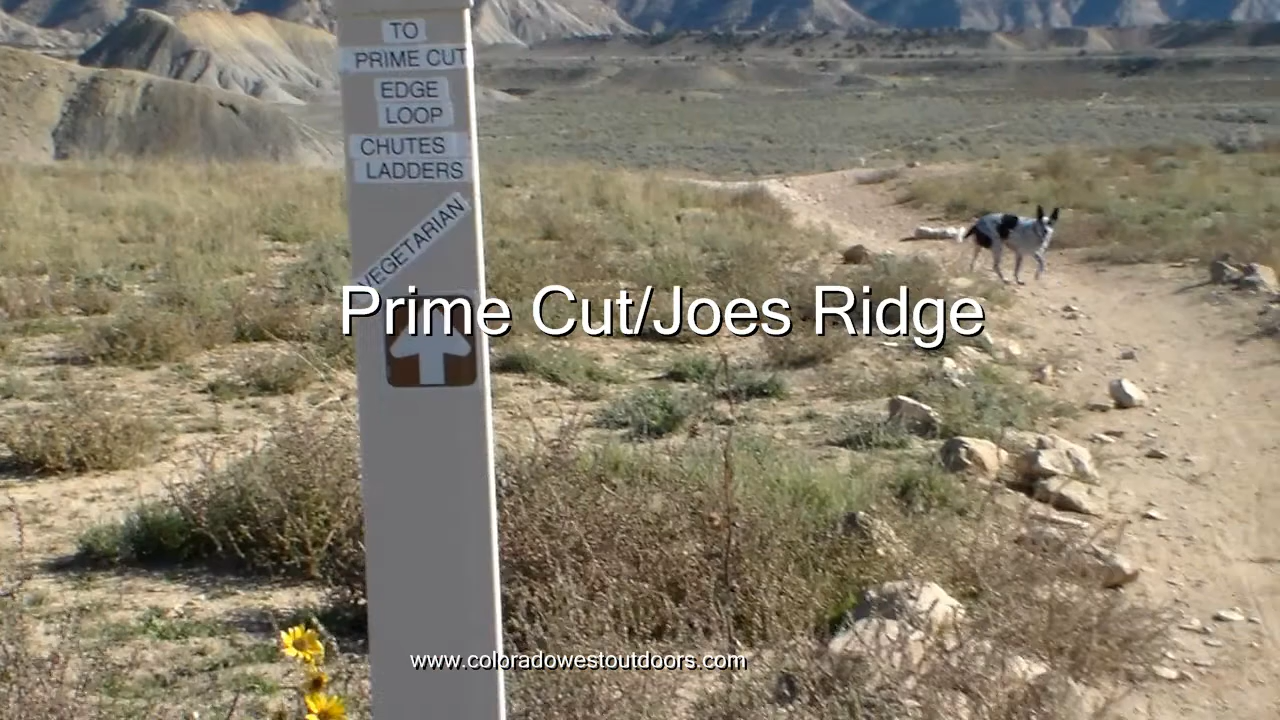 TO
PRIME CUT
EDGE
LOOP
CHUTES
LADDERS
VEGETARIAN
Prime Cut/Joes Ridge
www.coloradowestoutdoors.com